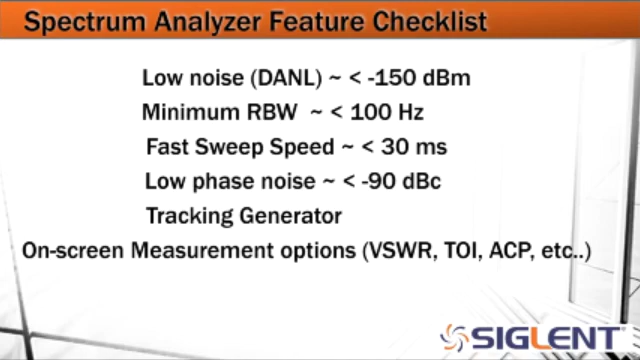 Spectrum Analyzer Feature Checklist
Low noise (DANL) ~ < -150 dBm
Minimum RBW ~ < 100 Hz
Fast Sweep Speed ~ < 30 ms
Low phase noise ~ < -90 dBc
Tracking Generator
On-screen Measurement options (VSWR, TOI, ACP, etc..)
SIGLENT